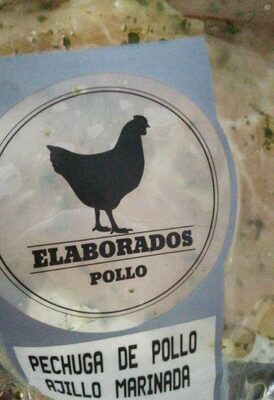 ELABORADOS
POLLO
PECHUGA DE POLLO
AJILLO MARINADA